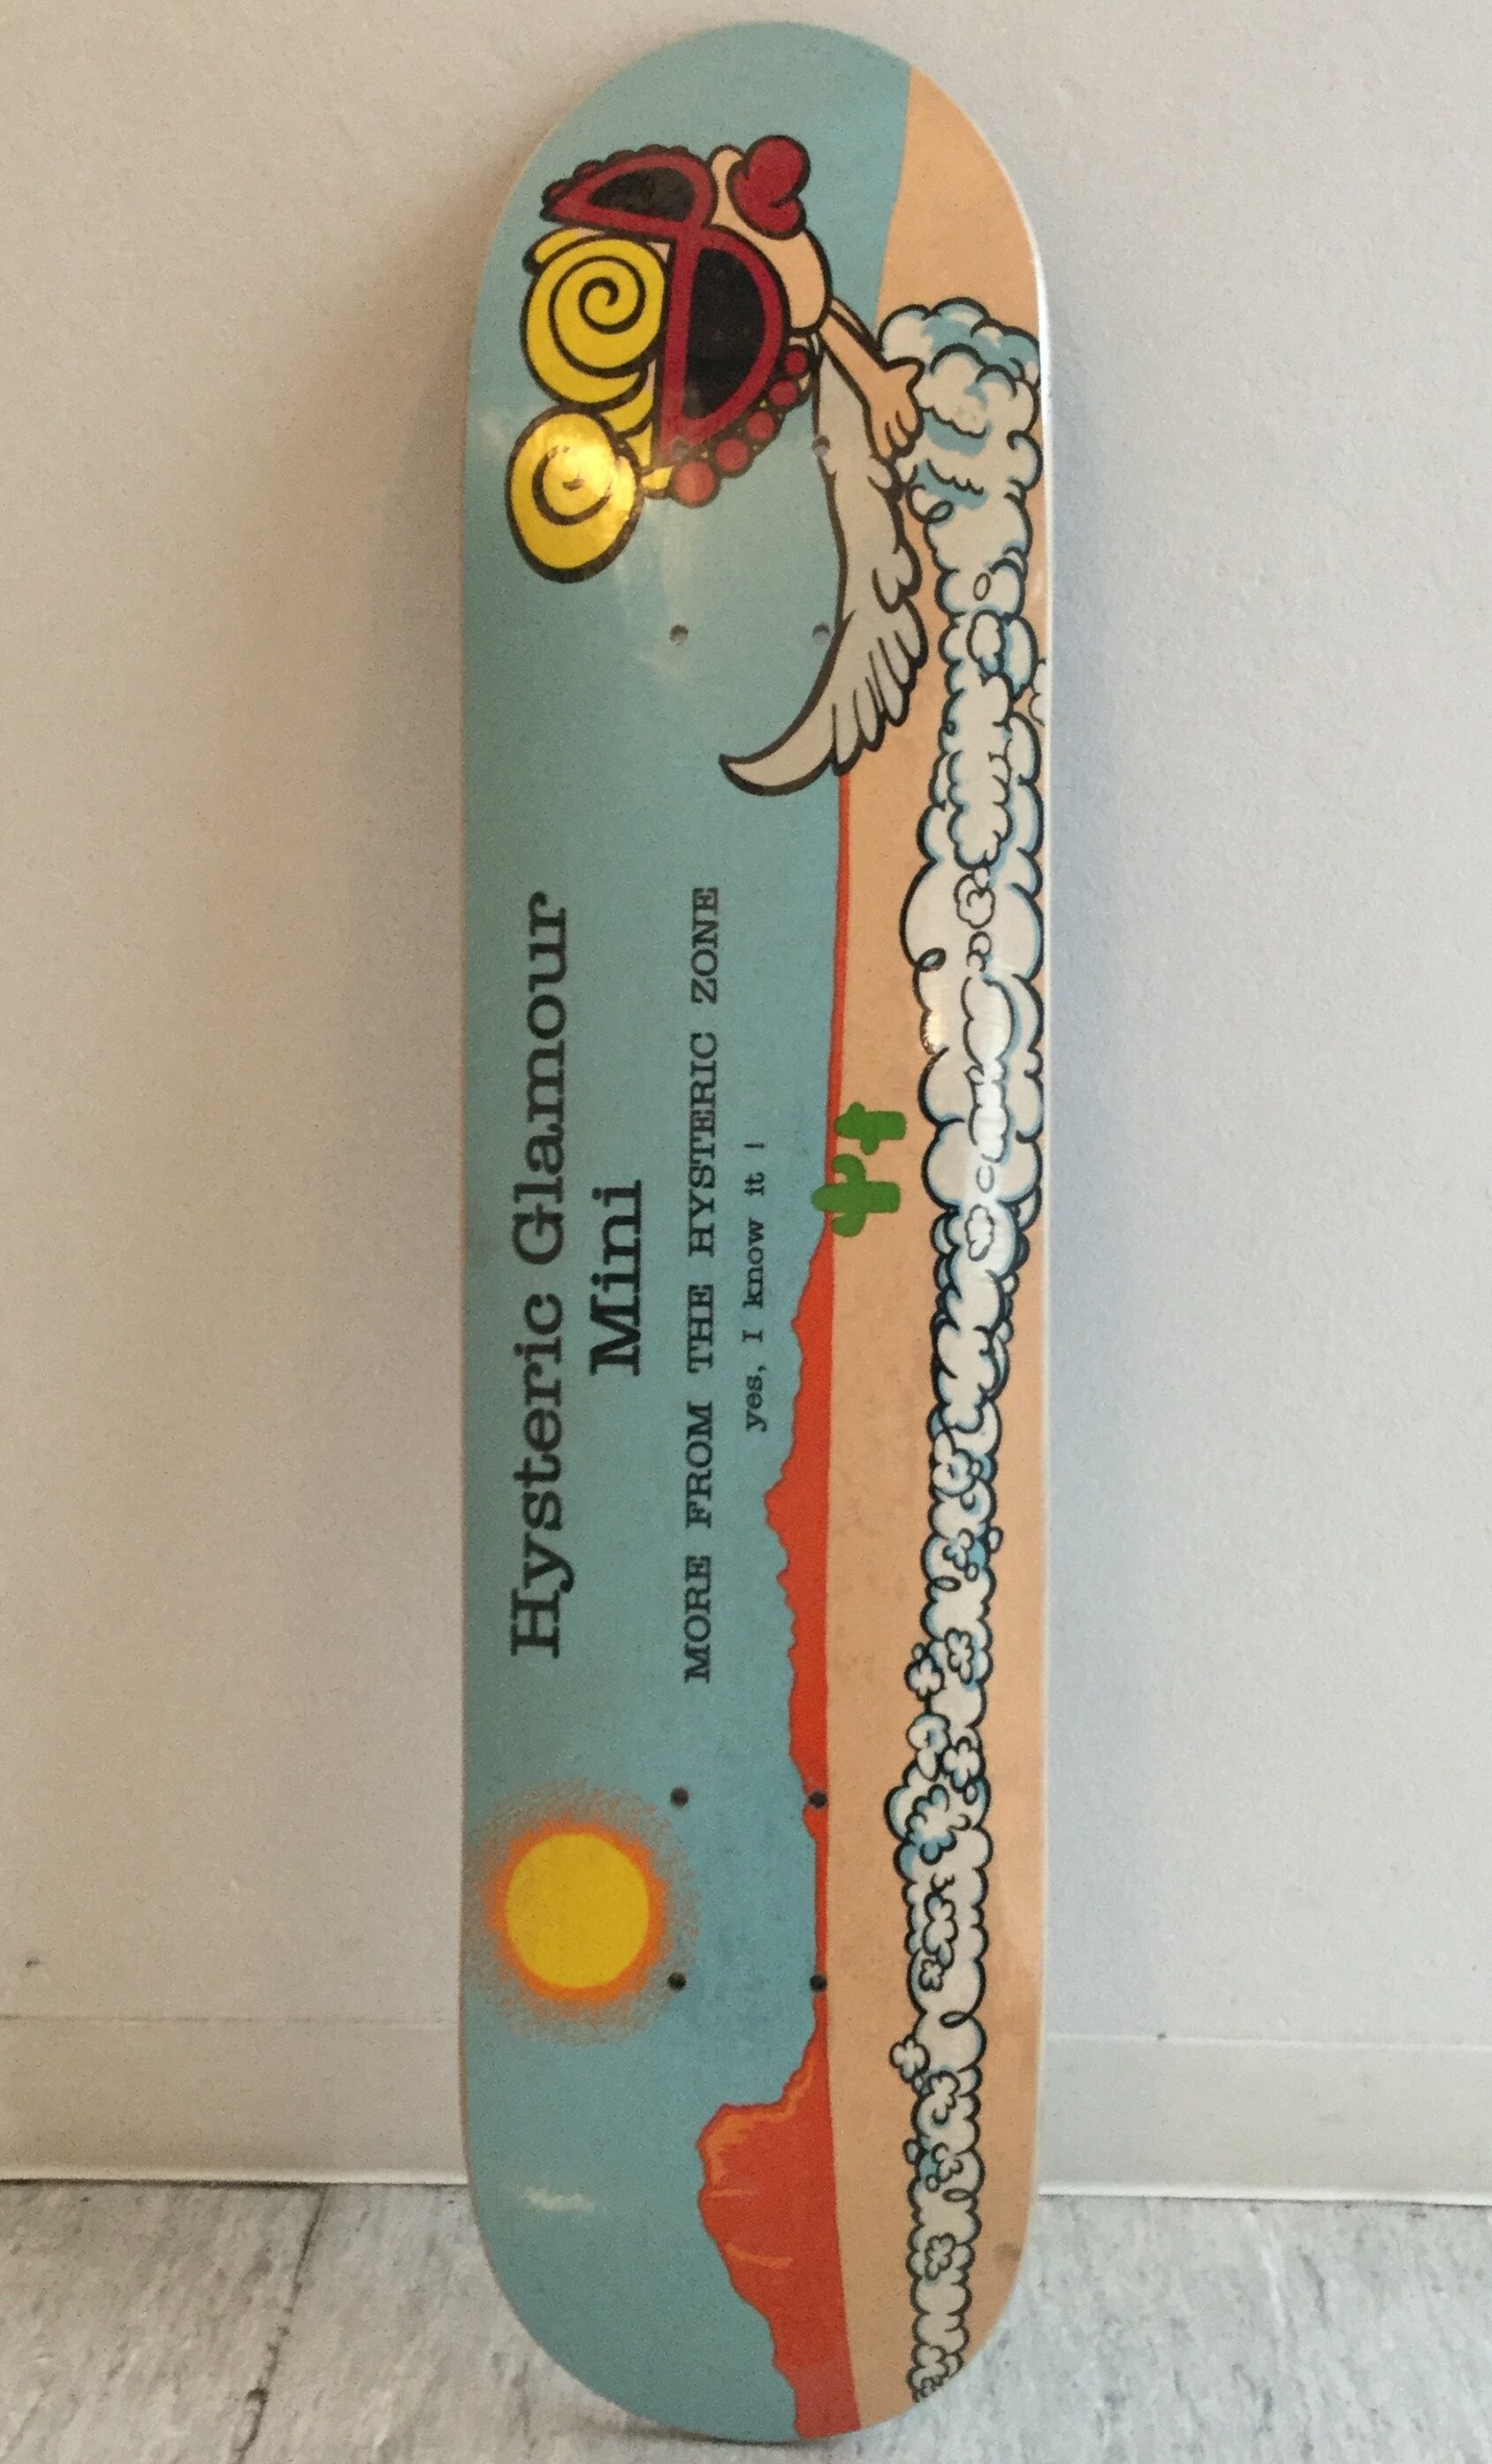 Hysteric Glamour
Mini
MORE FROM THE HYSTERIC ZONE
yes, I know it !